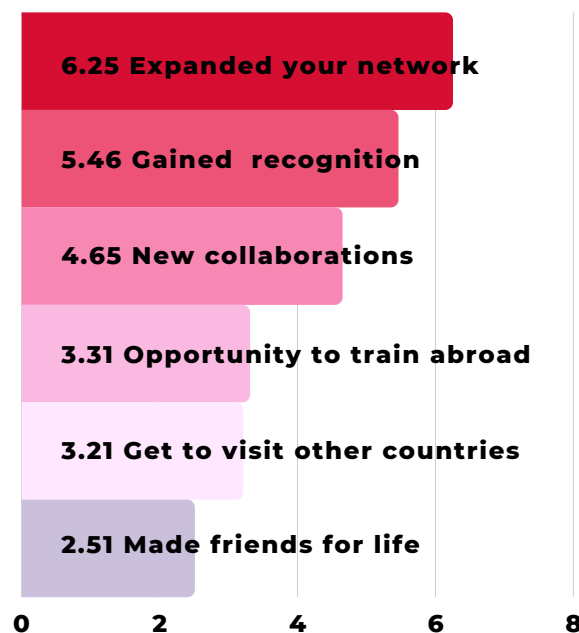 6.25 Expanded your network
5.46 Gained  recognition
4.65 New collaborations
3.31 Opportunity to train abroad
3.21 Get to visit other countries
2.51 Made friends for life
0 2 4 6 8